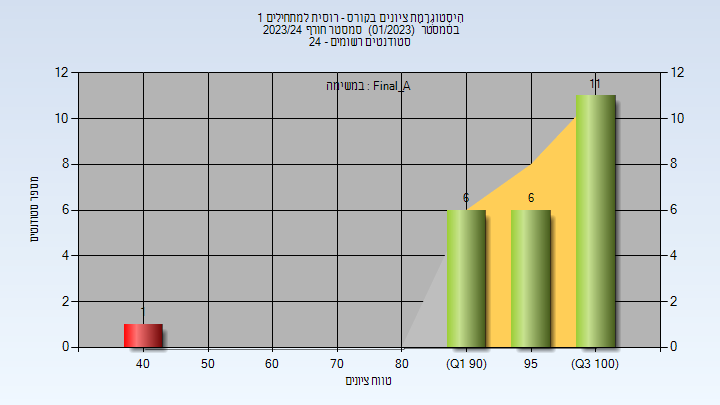 היסטוגרמת ציונים בקורס - רוסית למתחילים 1
בסמסטר (01/2023) סמסטר חורף 2023/24
סטודנטים רשומים - 24
במשימה : Final_A
מספר סטודנטים
12 12
10 10
8 8
6 6
4 4
2 2
0 0
1 6 6 11
40 50 60 70 80 (Q1 90) 95 (Q3 100)
טווח ציונים